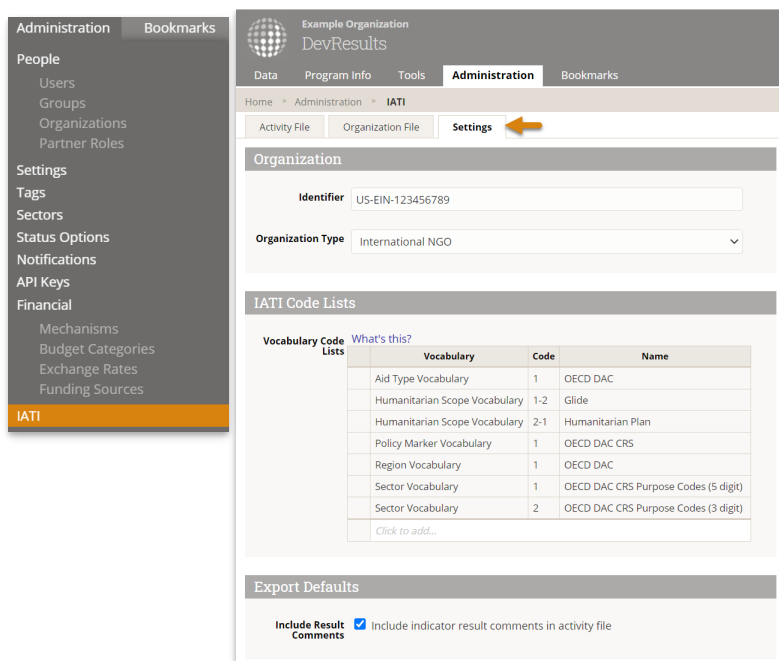 Administration Bookmarks
People
Users
Groups
Organizations
Partner Roles
Settings
Tags
Sectors
Status Options
Notifications
API Keys
Financial
Mechanisms
Budget Categories
Exchange Rates
Funding Sources
IATI
Example Organization
DevResults
Data Program Info Tools Administration Bookmarks
Home Administration IATI
Activity File Organization File Settings
Organization
Identifier US-EIN-123456789
Organization Type International NGO
IATI Code Lists
Vocabulary Code Lists What's this?
Vocabulary Code Name
Aid Type Vocabulary 1 OECD DAC
Humanitarian Scope Vocabulary 1-2 Glide
Humanitarian Scope Vocabulary 2-1 Humanitarian Plan
Policy Marker Vocabulary 1 OECD DAC CRS
Region Vocabulary 1 OECD DAC
Sector Vocabulary 1 OECD DAC CRS Purpose Codes (5 digit)
Sector Vocabulary 2 OECD DAC CRS Purpose Codes (3 digit)
Click to add...
Export Defaults
Include Result Comments Include indicator result comments in activity file